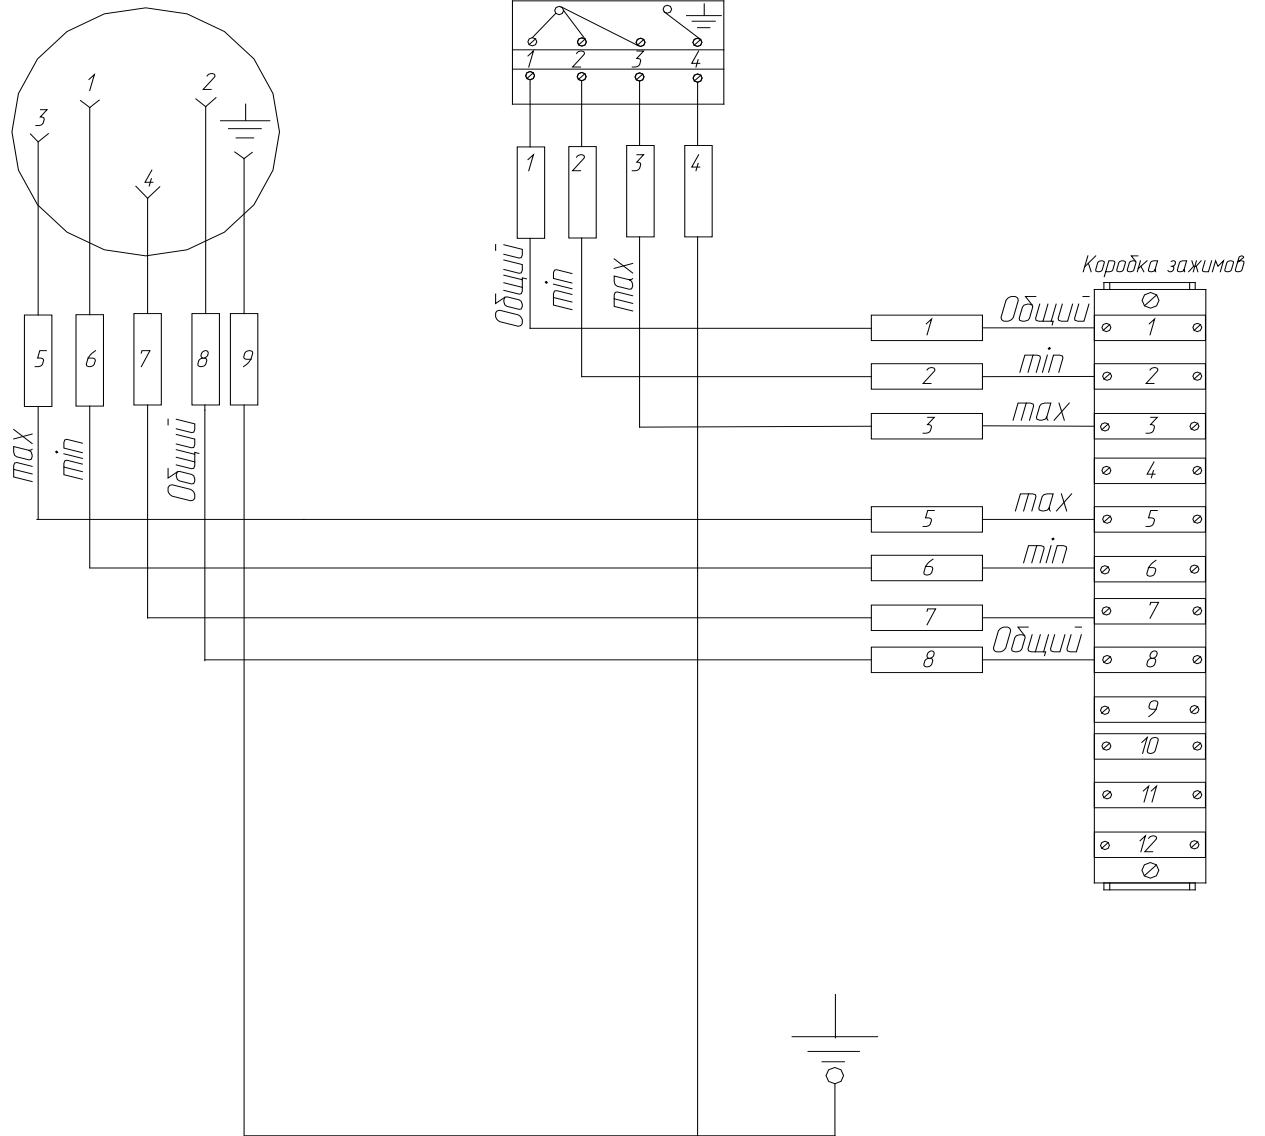 1 2 3 4
1 2
3
4
1 2 3 4
Общий min max
Коробка зажимов
1 Общий 1
2 min 2
5 6 7 8 9
3 max 3
max min Общий
4
5 max 5
6 min 6
7 7
8 Общий 8
9
10
11
12